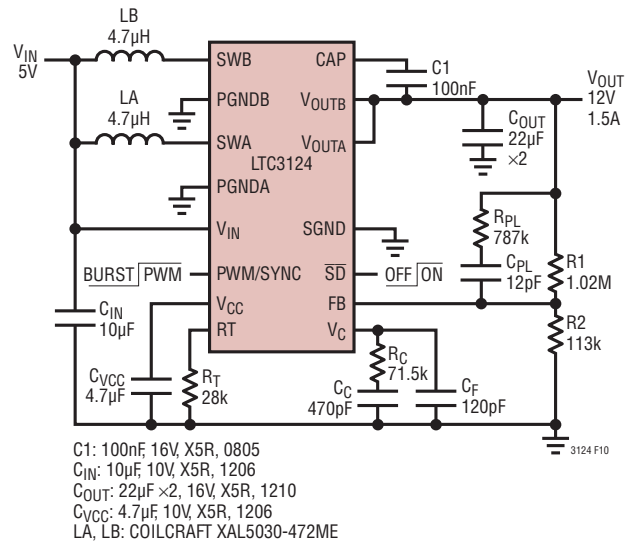 LB
4.7µH
V_IN
5V
LA
4.7µH
SWB
PGNDB
SWA
PGNDA
V_IN
PWM/SYNC
V_CC
RT
LTC3124
CAP
V_OUTB
V_OUTA
SGND
SD
FB
V_C
C1
100nF
V_OUT
12V
1.5A
C_OUT
22µF
×2
R_PL
787k
C_PL
12pF
R1
1.02M
R2
113k
BURST PWM
OFF ON
C_IN
10µF
C_VCC
4.7µF
R_T
28k
R_C
71.5k
C_C
470pF
C_F
120pF
3124 F10
C1: 100nF, 16V, X5R, 0805
C_IN: 10µF, 10V, X5R, 1206
C_OUT: 22µF ×2, 16V, X5R, 1210
C_VCC: 4.7µF, 10V, X5R, 1206
LA, LB: COILCRAFT XAL5030-472ME